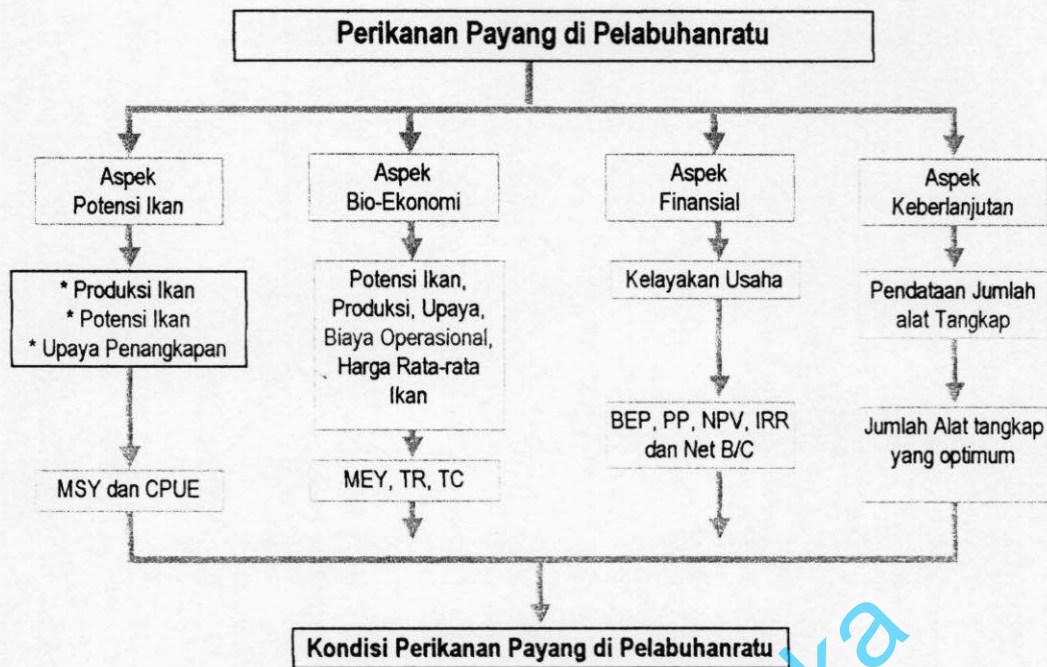 Perikanan Payang di Pelabuhanratu
Aspek
Potensi Ikan
Aspek
Bio-Ekonomi
Aspek
Finansial
Aspek
Keberlanjutan
* Produksi Ikan
* Potensi Ikan
* Upaya Penangkapan
Potensi Ikan,
Produksi, Upaya,
Biaya Operasional,
Harga Rata-rata
Ikan
Kelayakan Usaha
Pendataan Jumlah
alat Tangkap
MSY dan CPUE
MEY, TR, TC
BEP, PP, NPV, IRR
dan Net B/C
Jumlah Alat tangkap
yang optimum
Kondisi Perikanan Payang di Pelabuhanratu
ka